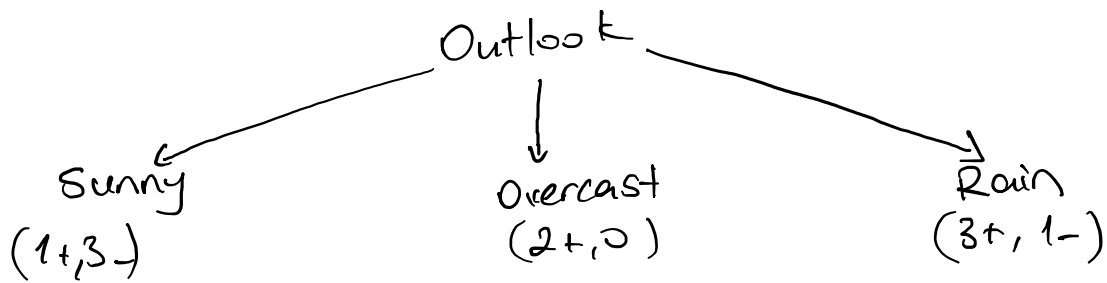 Outlook
Sunny
Overcast
Rain
(1+,3-)
(2+,0)
(3+, 1-)